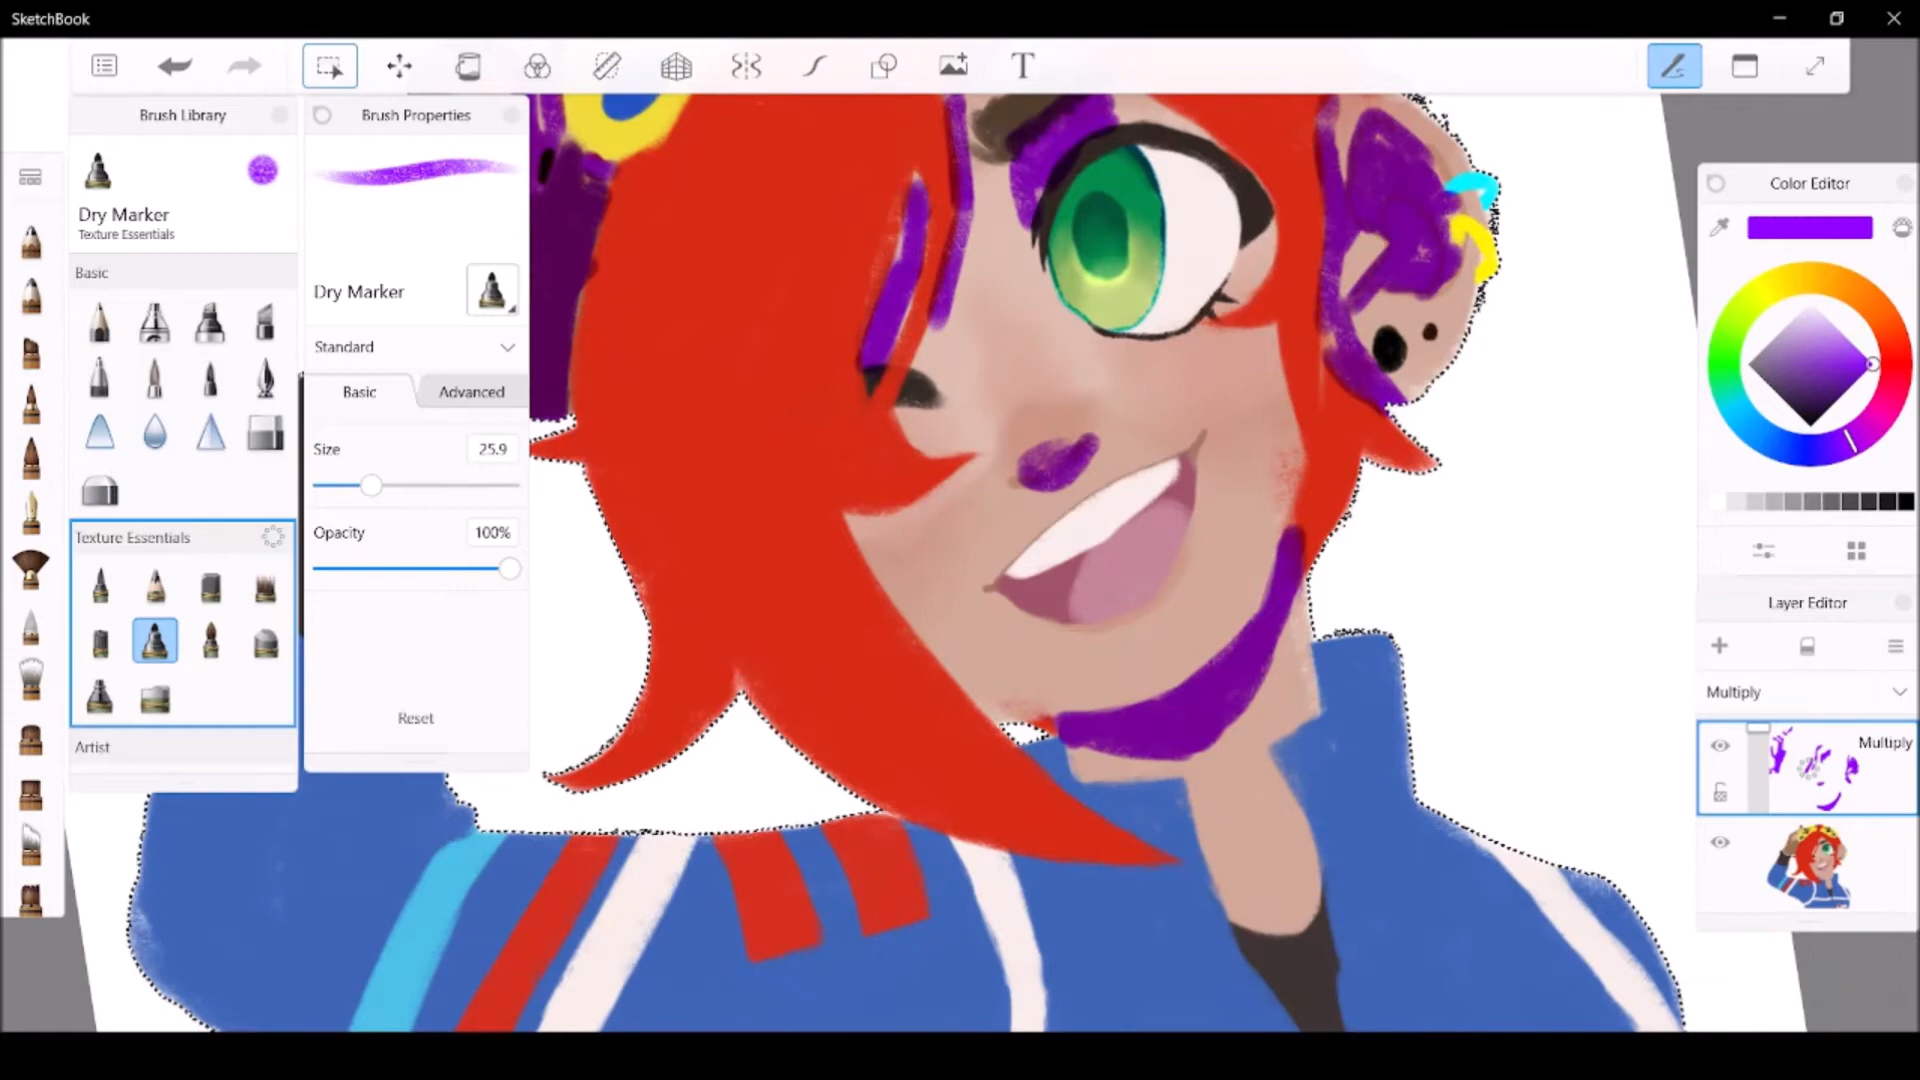 SketchBook
T
Brush Library
Dry Marker
Texture Essentials
Basic
Texture Essentials
Artist
Brush Properties
Dry Marker
Standard
Basic
Advanced
Size
25.9
Opacity
100%
Reset
Color Editor
Layer Editor
Multiply
Multiply